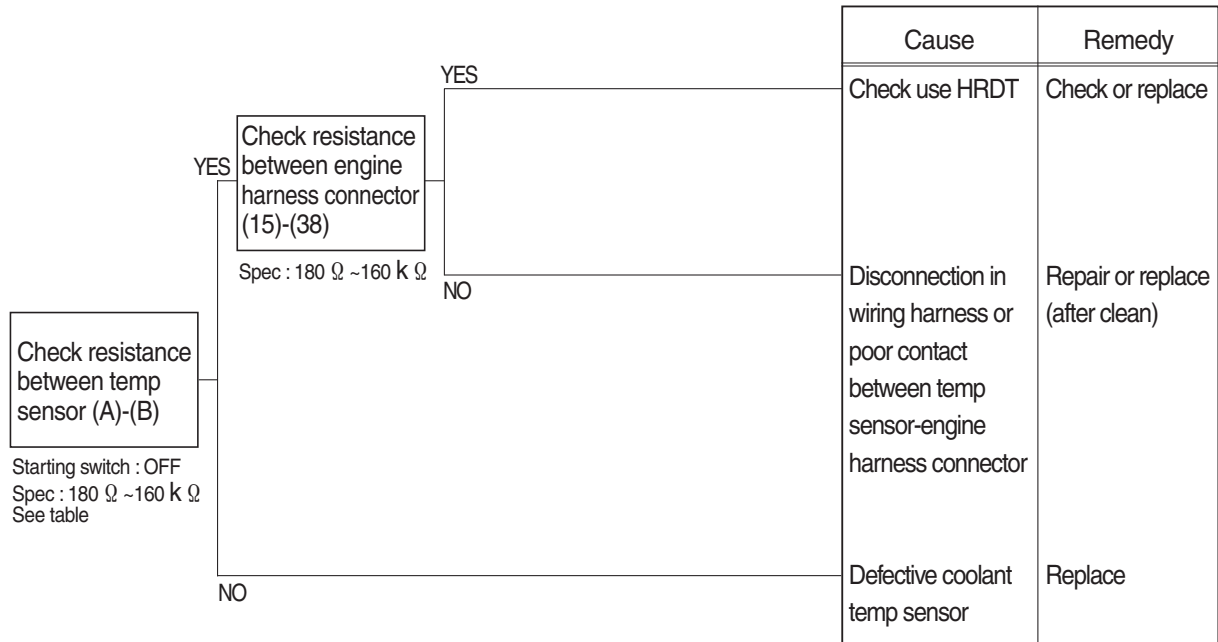 Cause
Remedy
YES
Check use HRDT
Check or replace
Check resistance
between engine
harness connector
(15)-(38)
YES
Spec : 180 Ω ~160 k Ω
NO
Disconnection in
wiring harness or
poor contact
between temp
sensor-engine
harness connector
Repair or replace
(after clean)
Check resistance
between temp
sensor (A)-(B)
Starting switch : OFF
Spec : 180 Ω ~160 k Ω
See table
NO
Defective coolant
temp sensor
Replace